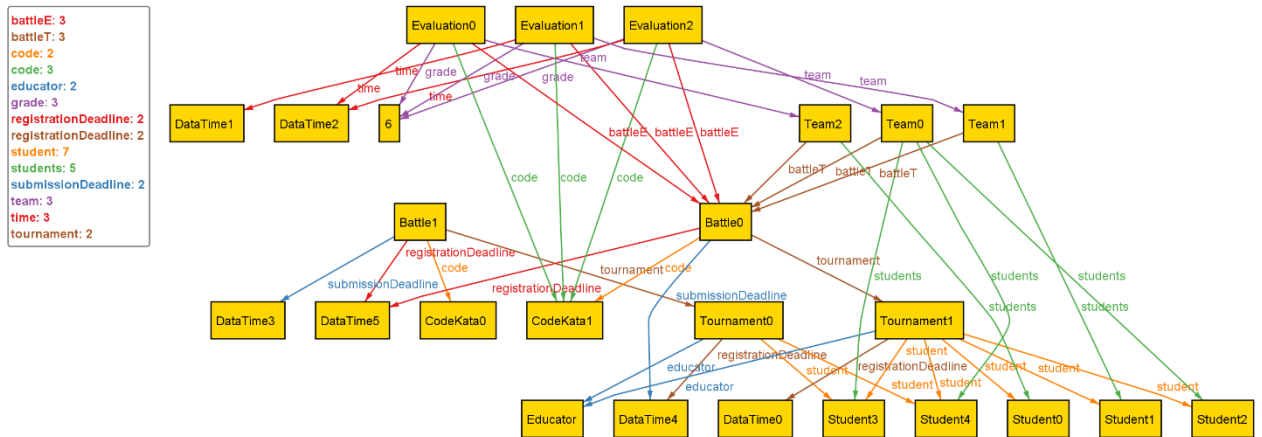 battleE: 3
battleT: 3
code: 2
code: 3
educator: 2
grade: 3
registrationDeadline: 2
registrationDeadline: 2
student: 7
students: 5
submissionDeadline: 2
team: 3
time: 3
tournament: 2
Evaluation0 Evaluation1 Evaluation2
team
time grade grade grade team team
time
DataTime1 DataTime2 6 Team2 Team0 Team1
battleE battleE battleE
battleT battleT battleT
code code code
Battle1 Battle0
registrationDeadline tournament
code tournament code
submissionDeadline registrationDeadline submissionDeadline students students
students students
DataTime3 DataTime5 CodeKata0 CodeKata1 Tournament0 Tournament1
registrationDeadline student
educator student registrationDeadline student student student
educator student student student
Educator DataTime4 DataTime0 Student3 Student4 Student0 Student1 Student2